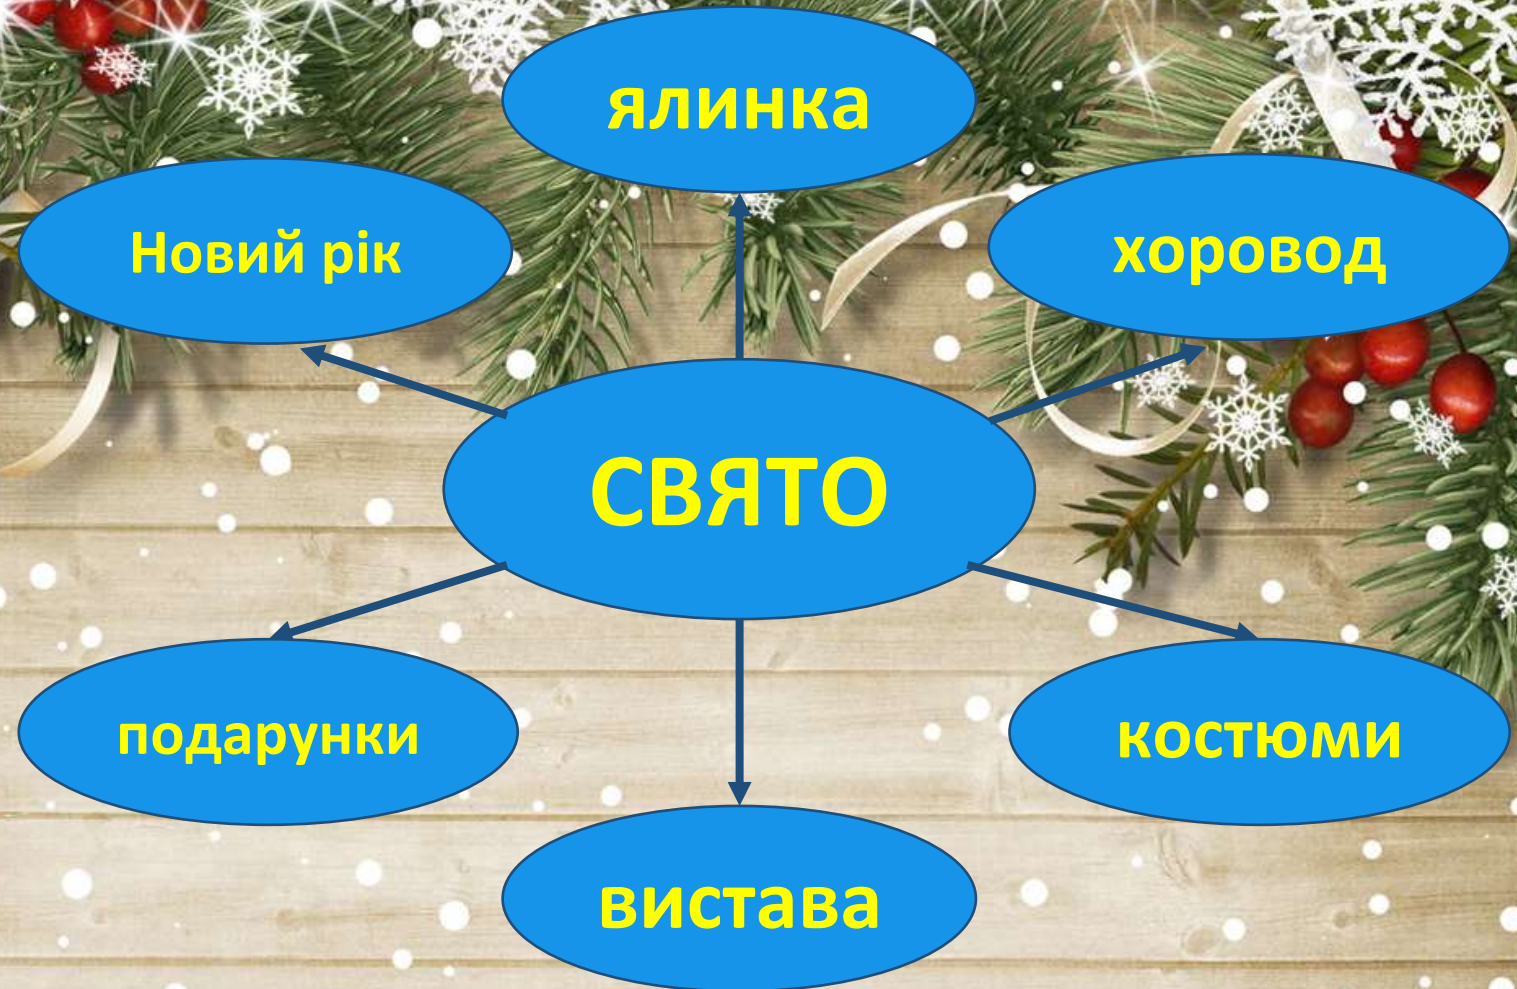 ялинка
Новий рік
хоровод
СВЯТО
подарунки
костюми
вистава